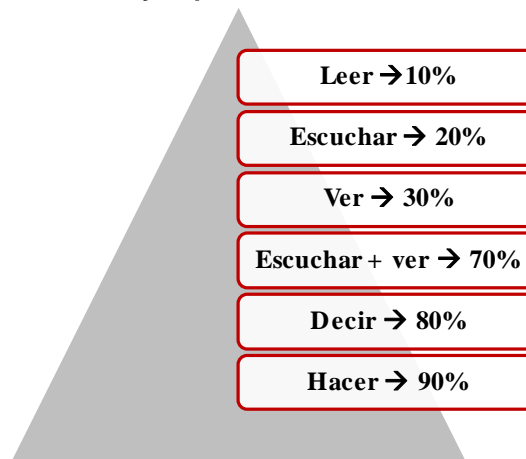 Leer →10%
Escuchar → 20%
Ver → 30%
Escuchar + ver → 70%
Decir → 80%
Hacer → 90%